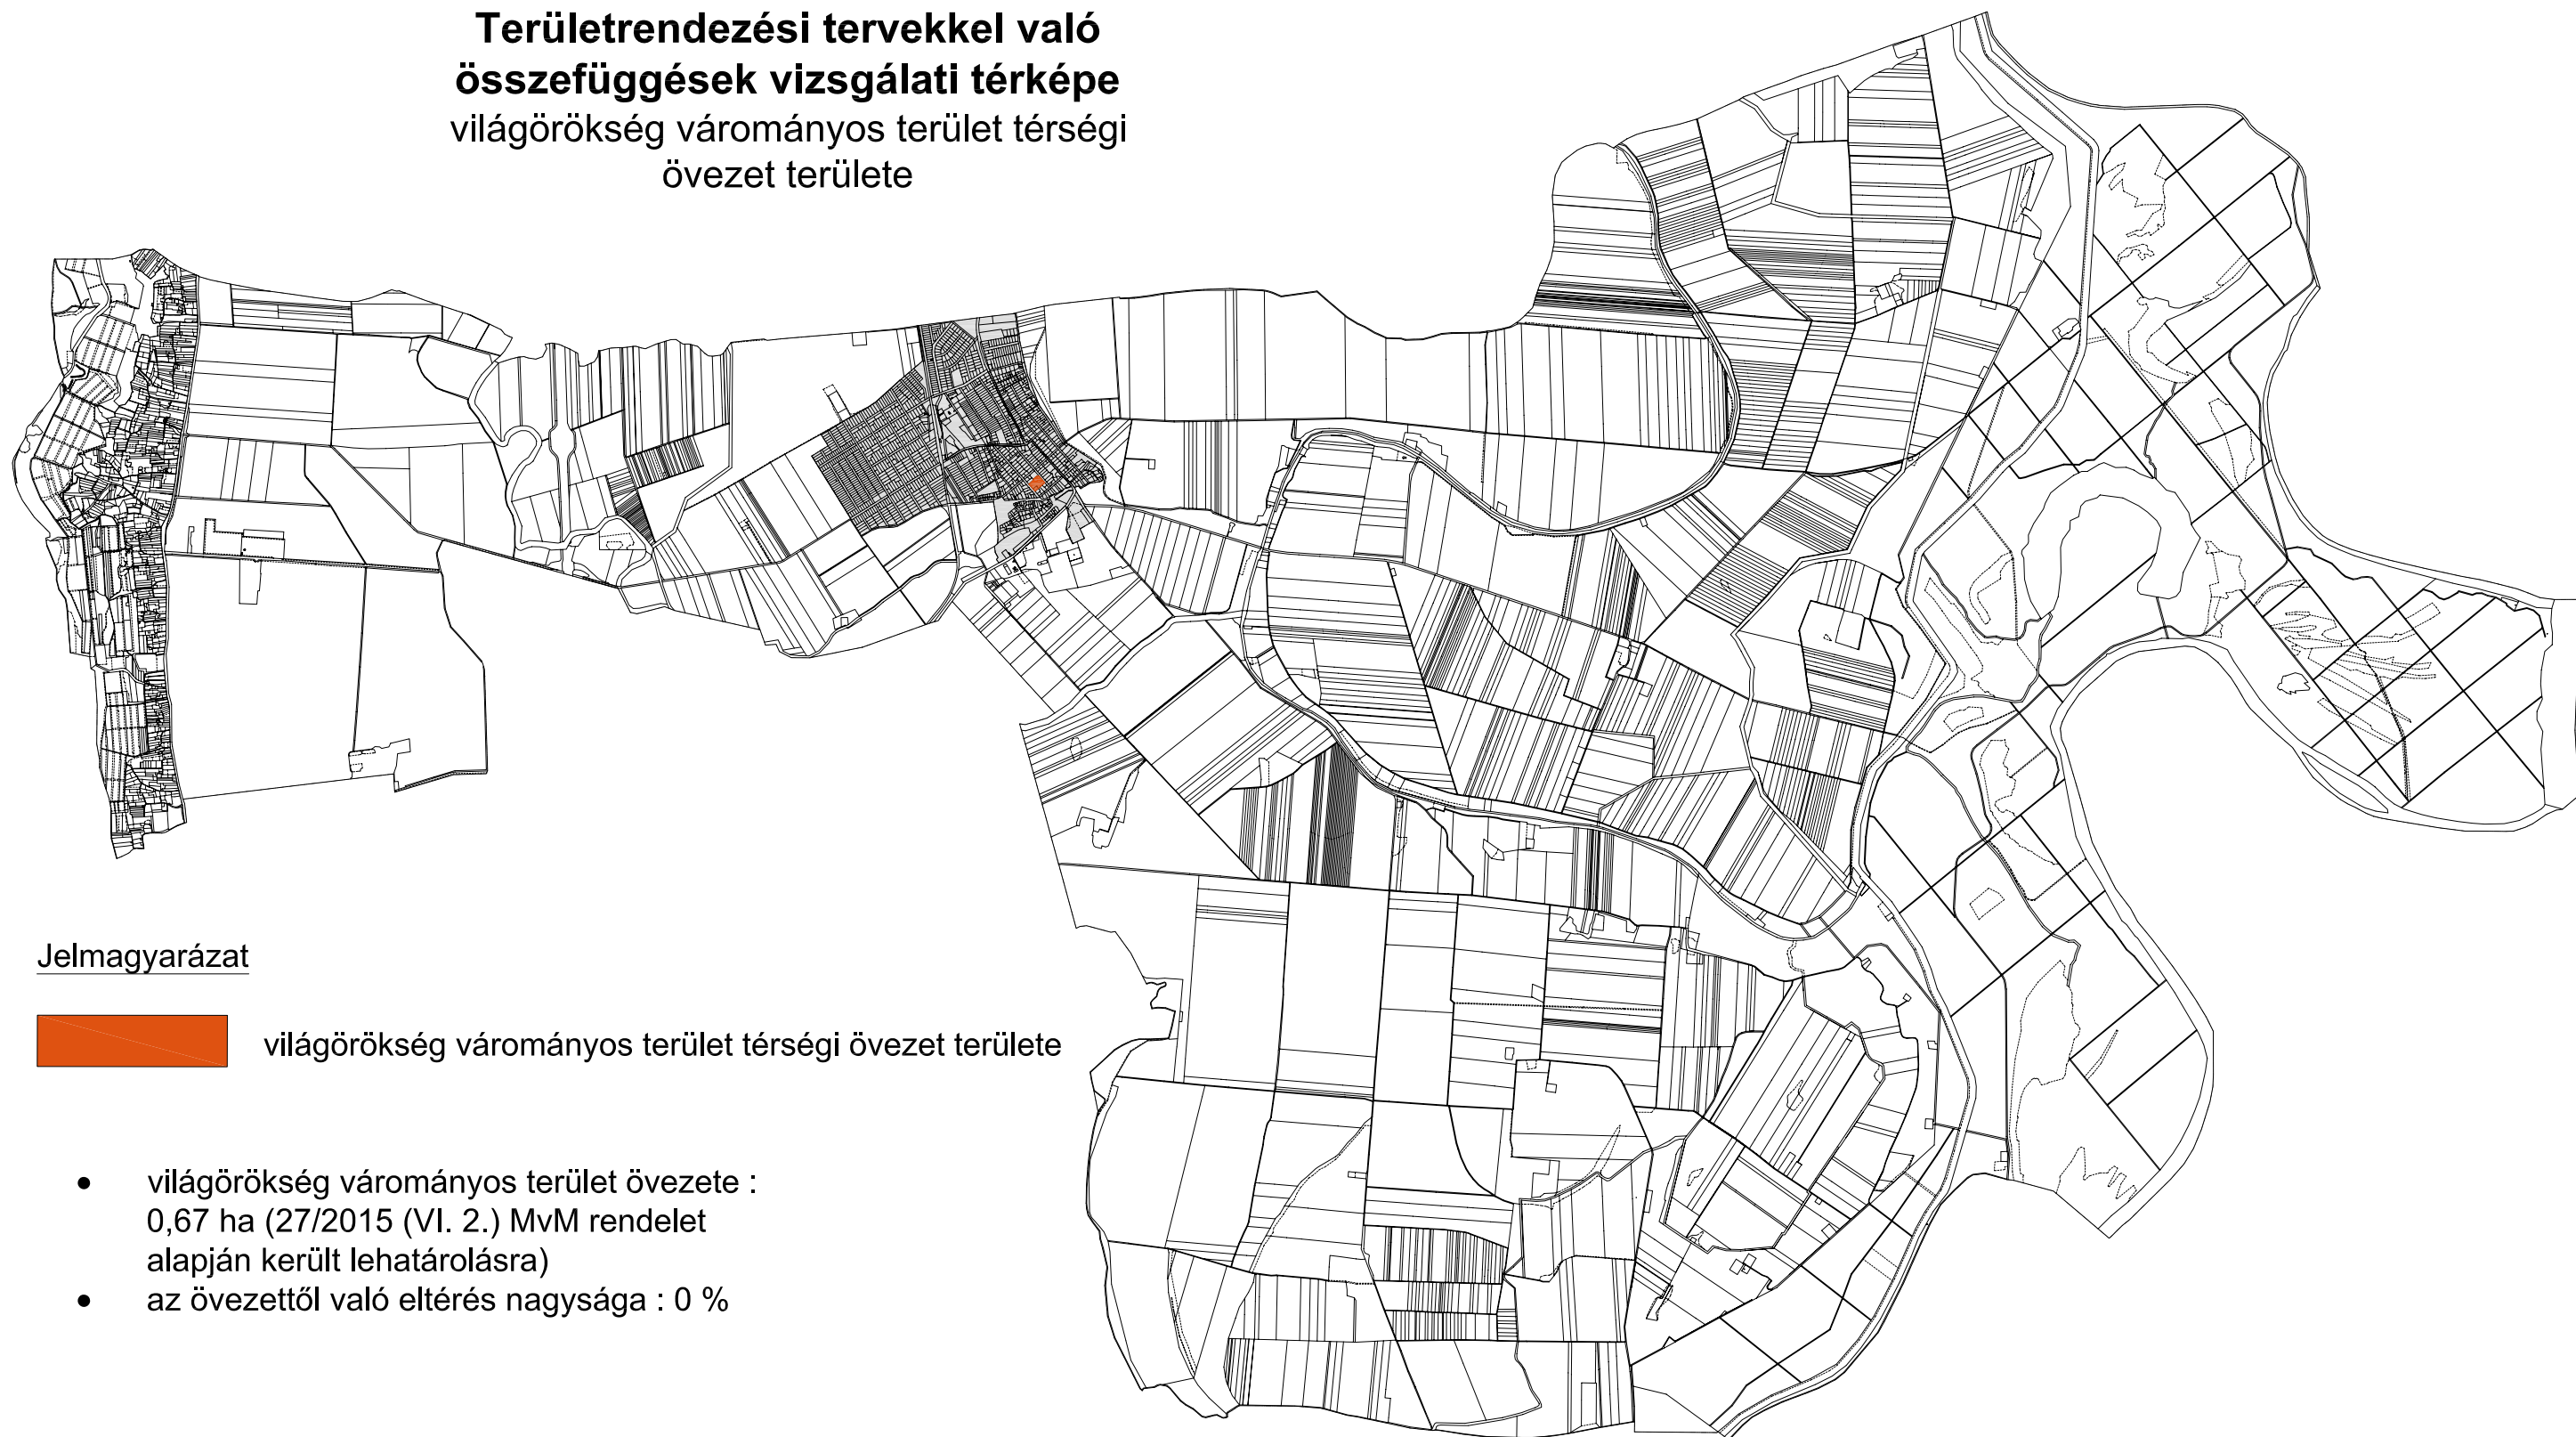 Területrendezési tervekkel való
összefüggések vizsgálati térképe
világörökség várományos terület térségi
övezet területe
Jelmagyarázat
világörökség várományos terület térségi övezet területe
• világörökség várományos terület övezete :
0,67 ha (27/2015 (VI. 2.) MvM rendelet
alapján került lehatárolásra)
• az övezettől való eltérés nagysága : 0 %